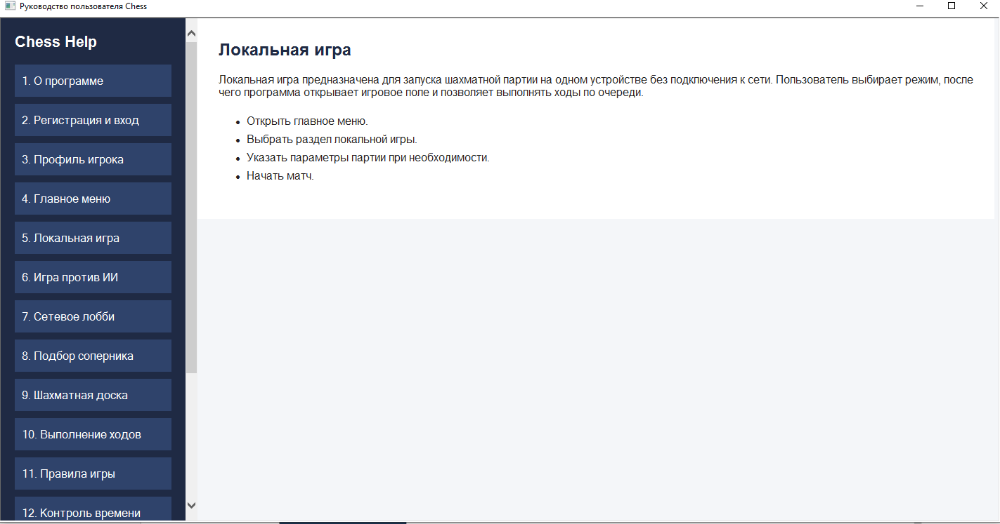 Руководство пользователя Chess
Chess Help
1. О программе
2. Регистрация и вход
3. Профиль игрока
4. Главное меню
5. Локальная игра
6. Игра против ИИ
7. Сетевое лобби
8. Подбор соперника
9. Шахматная доска
10. Выполнение ходов
11. Правила игры
12. Контроль времени
Локальная игра
Локальная игра предназначена для запуска шахматной партии на одном устройстве без подключения к сети. Пользователь выбирает режим, после
чего программа открывает игровое поле и позволяет выполнять ходы по очереди.
• Открыть главное меню.
• Выбрать раздел локальной игры.
• Указать параметры партии при необходимости.
• Начать матч.